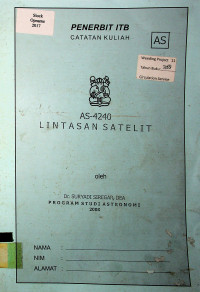 Stock
Opname
2017
PENERBIT ITB
CATATAN KULIAH
AS
AS-4240
LINTASAN SATELIT
oleh
Dr. SURYADI SIREGAR, DEA
PROGRAM STUDI ASTRONOMI
NAMA :
NIM :
ALAMAT :